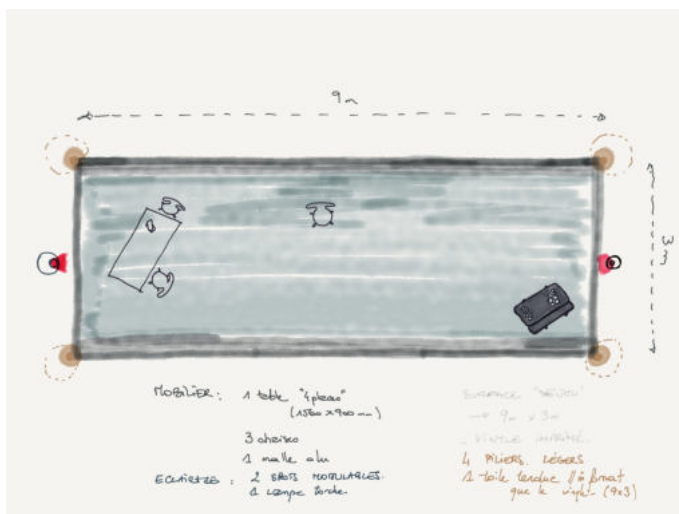 9m
3m
MOBILIER : 1 table "4 pieds"
(1560 x 900 mm)
3 chaises
1 malle alu
ECLAIRAGE : 2 SPOTS MODULABLES.
1 Lampe torche.
SURFACE "
→ 9m x 3m
4 PILIERS LÉGERS
1 toile tendue // à format
que le (9x3)